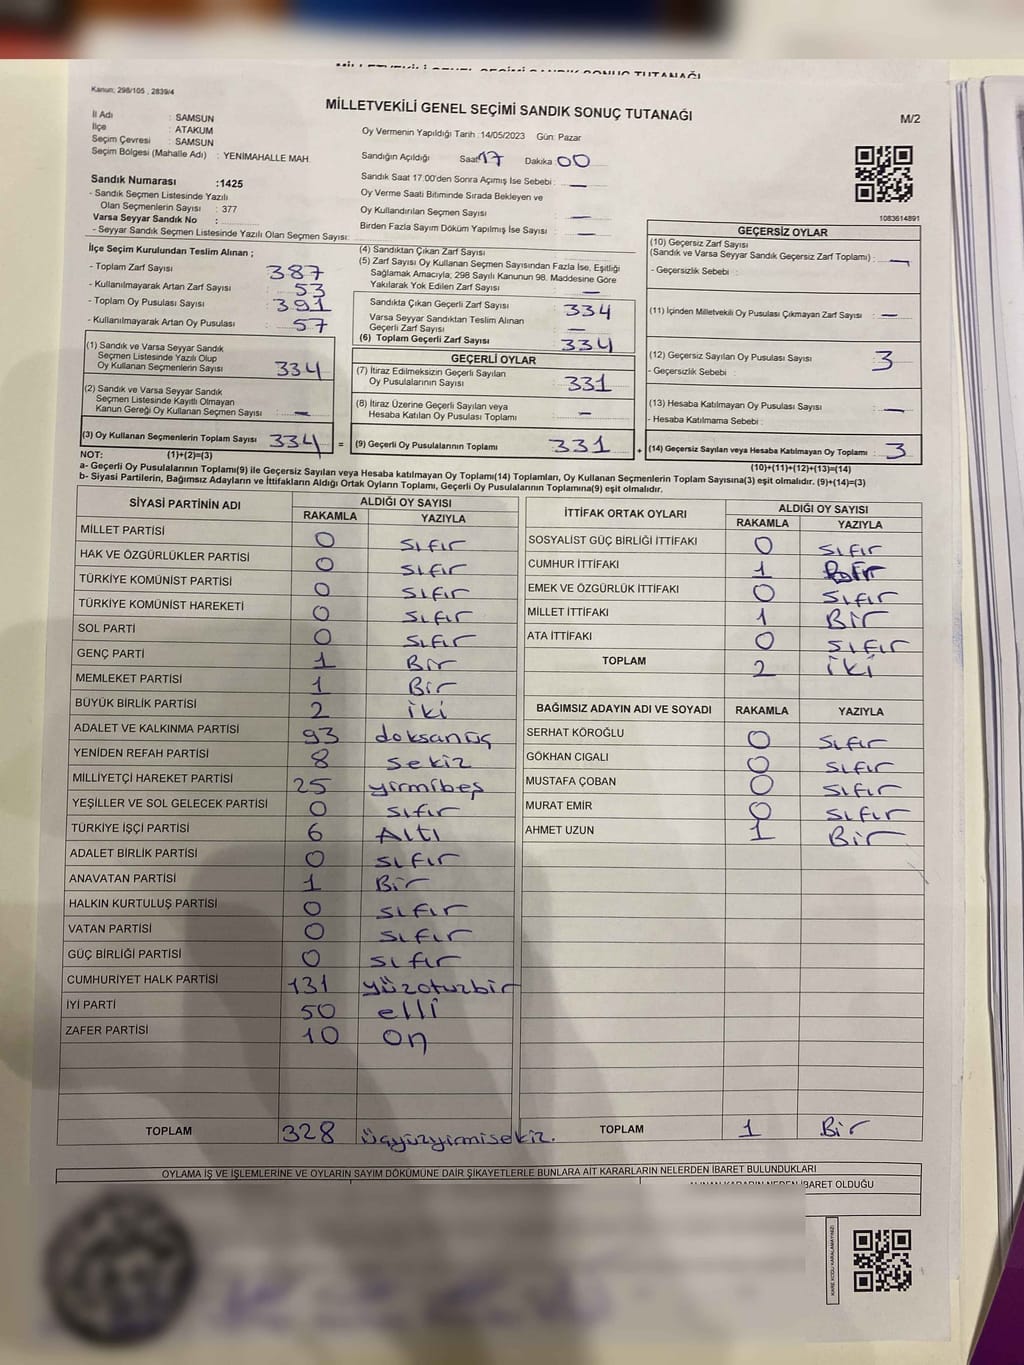 MİLLETVEKİLİ GENEL SEÇİMİ SANDIK SONUÇ TUTANAĞI
Kanun; 298/105 , 2839/4
MİLLETVEKİLİ GENEL SEÇİMİ SANDIK SONUÇ TUTANAĞI
M/2
İl Adı : SAMSUN
İlçe : ATAKUM
Seçim Çevresi : SAMSUN
Seçim Bölgesi (Mahalle Adı) : YENİMAHALLE MAH.
Oy Vermenin Yapıldığı Tarih :14/05/2023 Gün: Pazar
Sandığın Açıldığı Saat 17 Dakika 00
Sandık Saat 17.00'den Sonra Açımış İse Sebebi : —
Oy Verme Saati Bitiminde Sırada Bekleyen ve
Oy Kullandırılan Seçmen Sayısı : —
Birden Fazla Sayım Döküm Yapılmış İse Sayısı : —
1083614891
Sandık Numarası :1425
- Sandık Seçmen Listesinde Yazılı
Olan Seçmenlerin Sayısı : 377
Varsa Seyyar Sandık No :
- Seyyar Sandık Seçmen Listesinde Yazılı Olan Seçmen Sayısı:
İlçe Seçim Kurulundan Teslim Alınan ;
- Toplam Zarf Sayısı : 387
- Kullanılmayarak Artan Zarf Sayısı : 53
- Toplam Oy Pusulası Sayısı : 391
- Kullanılmayarak Artan Oy Pusulası : 57
(1) Sandık ve Varsa Seyyar Sandık
Seçmen Listesinde Yazılı Olup
Oy Kullanan Seçmenlerin Sayısı : 334
(2) Sandık ve Varsa Seyyar Sandık
Seçmen Listesinde Kayıtlı Olmayan
Kanun Gereği Oy Kullanan Seçmen Sayısı : —
(3) Oy Kullanan Seçmenlerin Toplam Sayısı : 334 =
(4) Sandıktan Çıkan Zarf Sayısı
(5) Zarf Sayısı Oy Kullanan Seçmen Sayısından Fazla İse, Eşitliği
Sağlamak Amacıyla, 298 Sayılı Kanunun 98. Maddesine Göre
Yakılarak Yok Edilen Zarf Sayısı : —
Sandıkta Çıkan Geçerli Zarf Sayısı : 334
Varsa Seyyar Sandıktan Teslim Alınan
Geçerli Zarf Sayısı : —
(6) Toplam Geçerli Zarf Sayısı : 334
GEÇERLİ OYLAR
(7) İtiraz Edilmeksizin Geçerli Sayılan
Oy Pusulalarının Sayısı : 331
(8) İtiraz Üzerine Geçerli Sayılan veya
Hesaba Katılan Oy Pusulası Toplamı : —
(9) Geçerli Oy Pusulalarının Toplamı : 331 +
GEÇERSİZ OYLAR
(10) Geçersiz Zarf Sayısı
(Sandık ve Varsa Seyyar Sandık Geçersiz Zarf Toplamı) : —
- Geçersizlik Sebebi :
(11) İçinden Milletvekili Oy Pusulası Çıkmayan Zarf Sayısı : —
(12) Geçersiz Sayılan Oy Pusulası Sayısı : 3
- Geçersizlik Sebebi :
(13) Hesaba Katılmayan Oy Pusulası Sayısı : —
- Hesaba Katılmama Sebebi :
(14) Geçersiz Sayılan veya Hesaba Katılmayan Oy Toplamı : 3
NOT: (1)+(2)=(3) (10)+(11)+(12)+(13)=(14)
a- Geçerli Oy Pusulalarının Toplamı(9) ile Geçersiz Sayılan veya Hesaba katılmayan Oy Toplamı(14) Toplamları, Oy Kullanan Seçmenlerin Toplam Sayısına(3) eşit olmalıdır. (9)+(14)=(3)
b- Siyasi Partilerin, Bağımsız Adayların ve İttifakların Aldığı Ortak Oyların Toplamı, Geçerli Oy Pusulalarının Toplamına(9) eşit olmalıdır.
SİYASİ PARTİNİN ADI ALDIĞI OY SAYISI
RAKAMLA YAZIYLA
MİLLET PARTİSİ 0 sıfır
HAK VE ÖZGÜRLÜKLER PARTİSİ 0 sıfır
TÜRKİYE KOMÜNİST PARTİSİ 0 sıfır
TÜRKİYE KOMÜNİST HAREKETİ 0 sıfır
SOL PARTİ 0 sıfır
GENÇ PARTİ 1 Bir
MEMLEKET PARTİSİ 1 Bir
BÜYÜK BİRLİK PARTİSİ 2 iki
ADALET VE KALKINMA PARTİSİ 93 doksanüç
YENİDEN REFAH PARTİSİ 8 sekiz
MİLLİYETÇİ HAREKET PARTİSİ 25 yirmibeş
YEŞİLLER VE SOL GELECEK PARTİSİ 0 sıfır
TÜRKİYE İŞÇİ PARTİSİ 6 Altı
ADALET BİRLİK PARTİSİ 0 sıfır
ANAVATAN PARTİSİ 1 Bir
HALKIN KURTULUŞ PARTİSİ 0 sıfır
VATAN PARTİSİ 0 sıfır
GÜÇ BİRLİĞİ PARTİSİ 0 sıfır
CUMHURİYET HALK PARTİSİ 131 yüzotuzbir
İYİ PARTİ 50 elli
ZAFER PARTİSİ 10 on
TOPLAM 328 üçyüzyirmisekiz.
İTTİFAK ORTAK OYLARI ALDIĞI OY SAYISI
RAKAMLA YAZIYLA
SOSYALİST GÜÇ BİRLİĞİ İTTİFAKI 0 sıfır
CUMHUR İTTİFAKI 1 Bir
EMEK VE ÖZGÜRLÜK İTTİFAKI 0 sıfır
MİLLET İTTİFAKI 1 Bir
ATA İTTİFAKI 0 sıfır
TOPLAM 2 iki
BAĞIMSIZ ADAYIN ADI VE SOYADI RAKAMLA YAZIYLA
SERHAT KÖROĞLU 0 sıfır
GÖKHAN CIGALI 0 sıfır
MUSTAFA ÇOBAN 0 sıfır
MURAT EMİR 0 sıfır
AHMET UZUN 1 Bir
TOPLAM 1 Bir
OYLAMA İŞ VE İŞLEMLERİNE VE OYLARIN SAYIM DÖKÜMÜNE DAİR ŞİKAYETLERLE BUNLARA AİT KARARLARIN NELERDEN İBARET BULUNDUKLARI
ALINAN KARARIN NEDEN İBARET OLDUĞU
KARE KODU KARALAMAYINIZ!